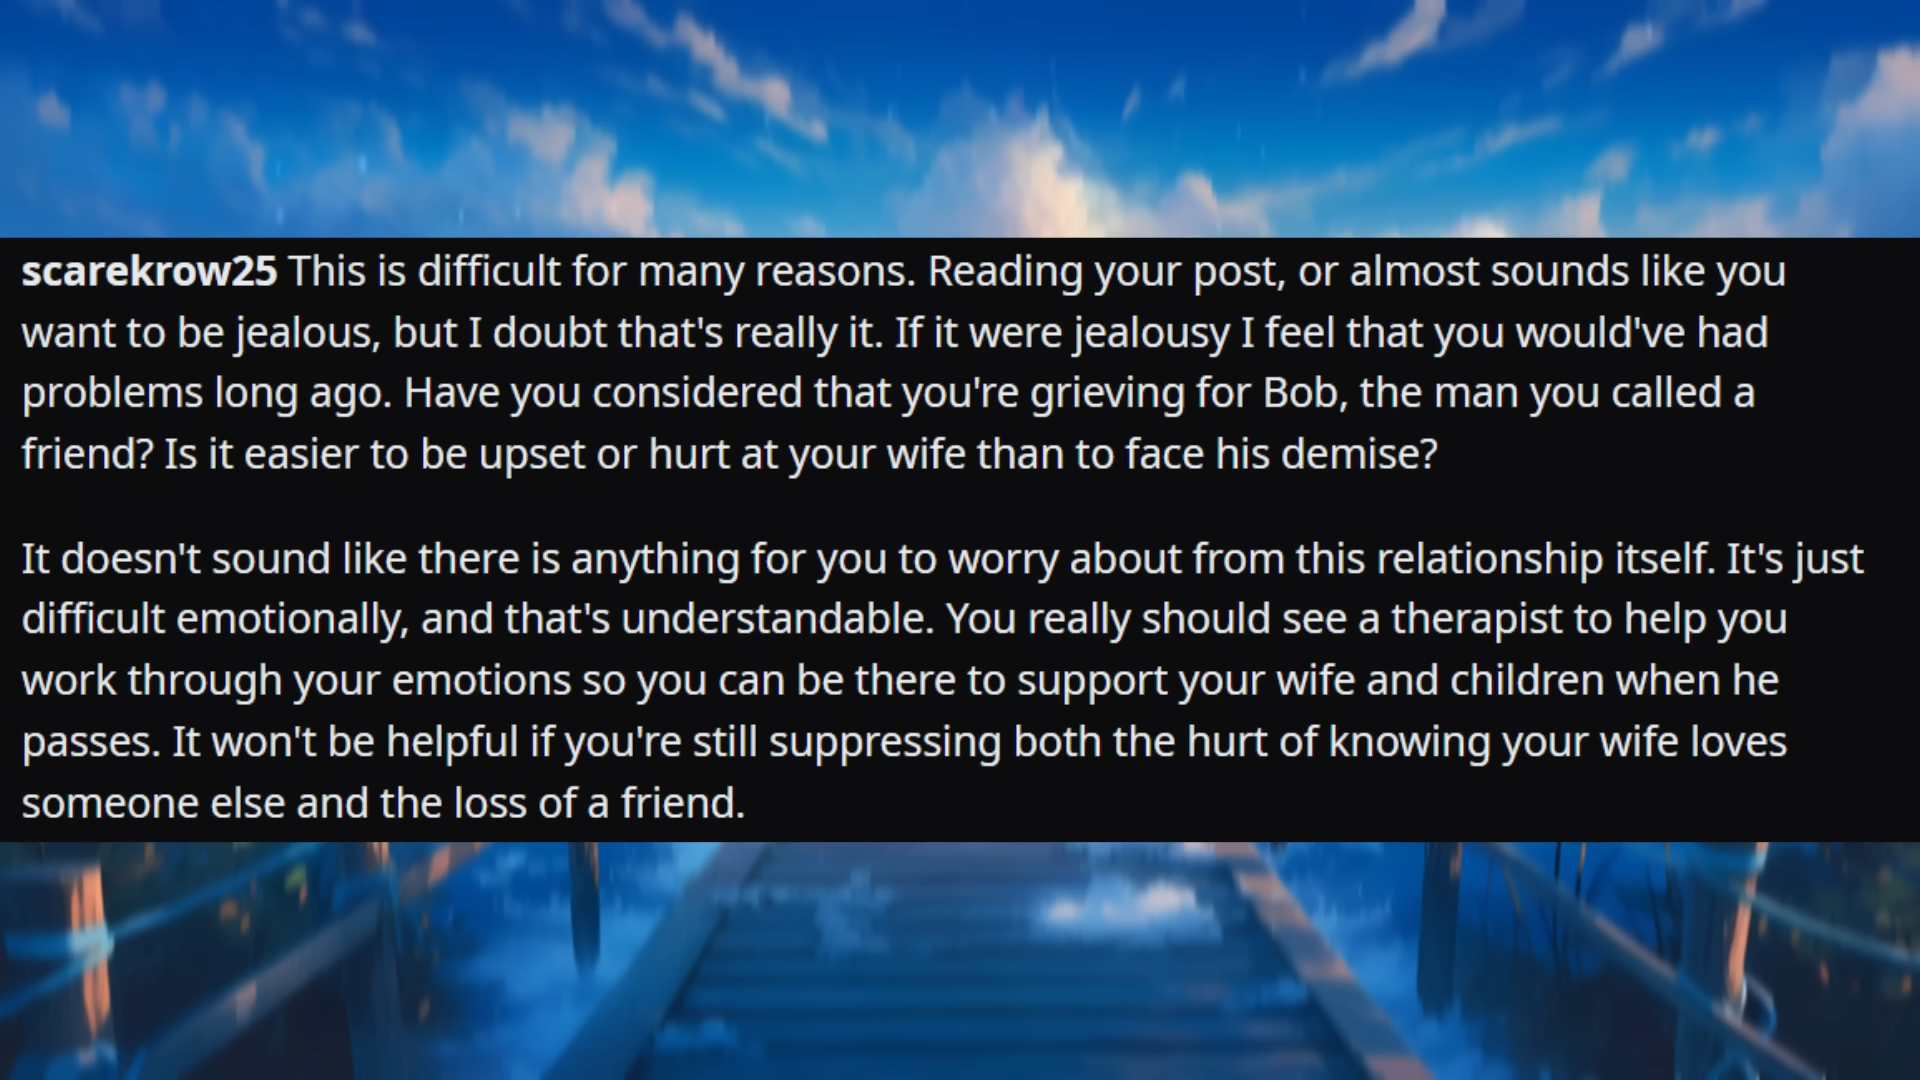 scarekrow25 This is difficult for many reasons. Reading your post, or almost sounds like you
want to be jealous, but I doubt that's really it. If it were jealousy I feel that you would've had
problems long ago. Have you considered that you're grieving for Bob, the man you called a
friend? Is it easier to be upset or hurt at your wife than to face his demise?
It doesn't sound like there is anything for you to worry about from this relationship itself. It's just
difficult emotionally, and that's understandable. You really should see a therapist to help you
work through your emotions so you can be there to support your wife and children when he
passes. It won't be helpful if you're still suppressing both the hurt of knowing your wife loves
someone else and the loss of a friend.